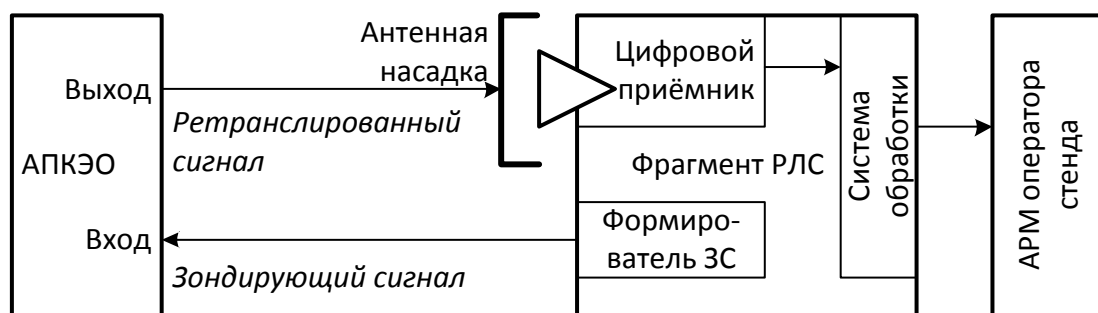 Антенная
насадка
Выход
Ретранслированный
сигнал
АПКЭО
Вход
Зондирующий сигнал
Цифровой
приёмник
Фрагмент РЛС
Формиро-
ватель ЗС
Система
обработки
АРМ оператора
стенда